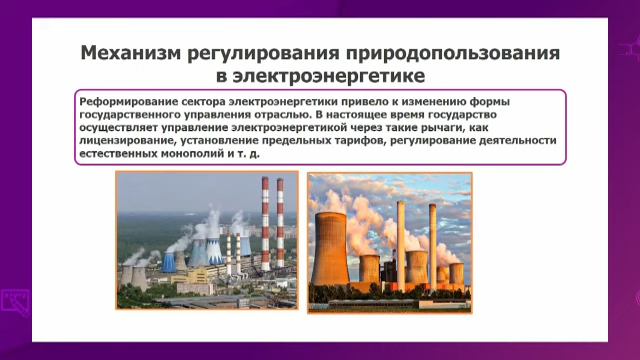 Механизм регулирования природопользования
в электроэнергетике
Реформирование сектора электроэнергетики привело к изменению формы
государственного управления отраслью. В настоящее время государство
осуществляет управление электроэнергетикой через такие рычаги, как
лицензирование, установление предельных тарифов, регулирование деятельности
естественных монополий и т. д.